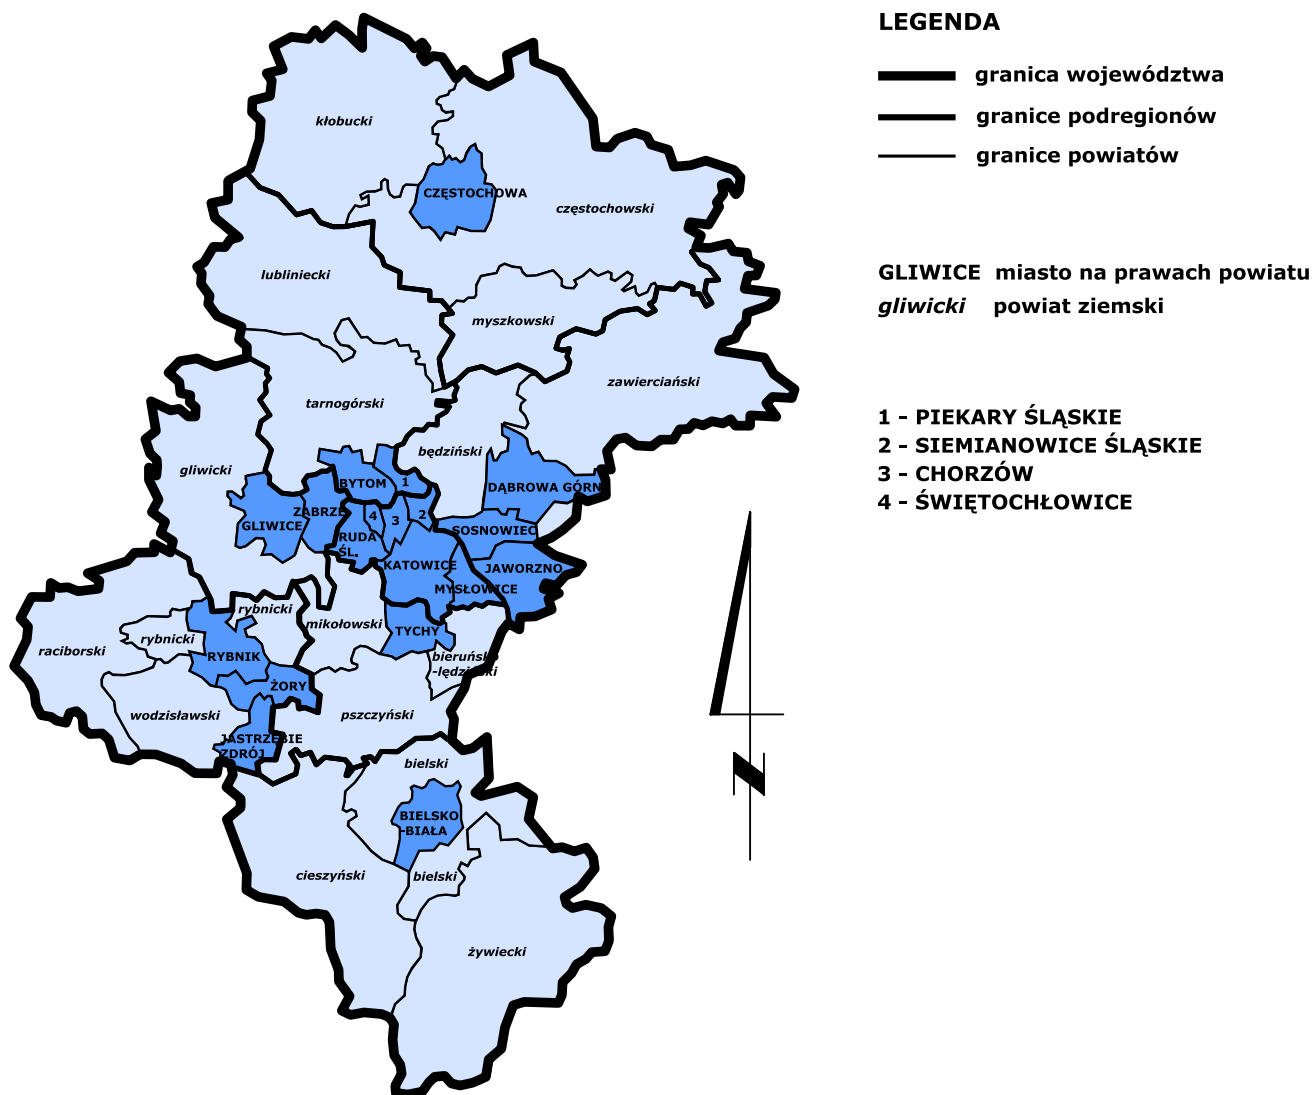 LEGENDA
granica województwa
granice podregionów
granice powiatów
GLIWICE miasto na prawach powiatu
gliwicki powiat ziemski
1 - PIEKARY ŚLĄSKIE
2 - SIEMIANOWICE ŚLĄSKIE
3 - CHORZÓW
4 - ŚWIĘTOCHŁOWICE
kłobucki
CZĘSTOCHOWA
częstochowski
lubliniecki
myszkowski
zawierciański
tarnogórski
będziński
gliwicki
BYTOM
1
DĄBROWA GÓRN.
ZABRZE
GLIWICE
4
3
2
RUDA
ŚL.
SOSNOWIEC
KATOWICE
JAWORZNO
MYSŁOWICE
rybnicki
mikołowski
TYCHY
rybnicki
raciborski
RYBNIK
bieruńsko
-lędziński
ŻORY
wodzisławski
pszczyński
JASTRZĘBIE
ZDRÓJ
bielski
BIELSKO
-BIAŁA
cieszyński
bielski
żywiecki
N